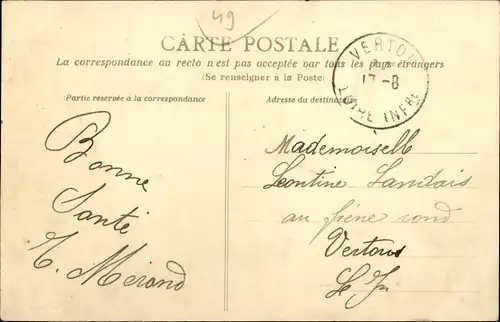 49
CARTE POSTALE
La correspondance au recto n'est pas acceptée par tous les pays étrangers
(Se renseigner à la Poste)
Partie réservée à la correspondance
Adresse du destinataire
VERTOU
17-8
LOIRE INFRE
Bonne
Santé
Mérand
Mademoiselle
Léontine Landais
au rond
Vertou